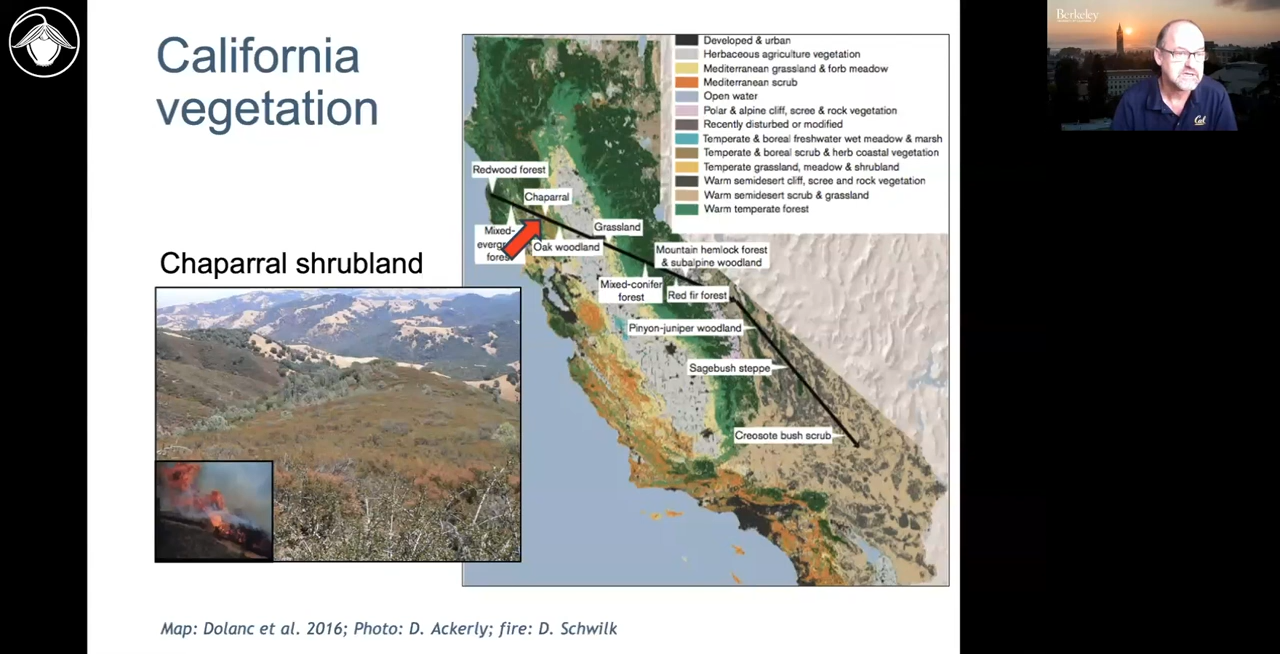 California
vegetation
Chaparral shrubland
Developed & urban
Herbaceous agriculture vegetation
Mediterranean grassland & forb meadow
Mediterranean scrub
Open water
Polar & alpine cliff, scree & rock vegetation
Recently disturbed or modified
Temperate & boreal freshwater wet meadow & marsh
Temperate & boreal scrub & herb coastal vegetation
Temperate grassland, meadow & shrubland
Warm semidesert cliff, scree and rock vegetation
Warm semidesert scrub & grassland
Warm temperate forest
Redwood forest
Chaparral
Mixed-
Oak woodland
Grassland
Mountain hemlock forest
& subalpine woodland
Mixed-conifer
forest
Red fir forest
Pinyon-juniper woodland
Sagebush steppe
Creosote bush scrub
Map: Dolanc et al. 2016; Photo: D. Ackerly; fire: D. Schwilk
Berkeley
Cal